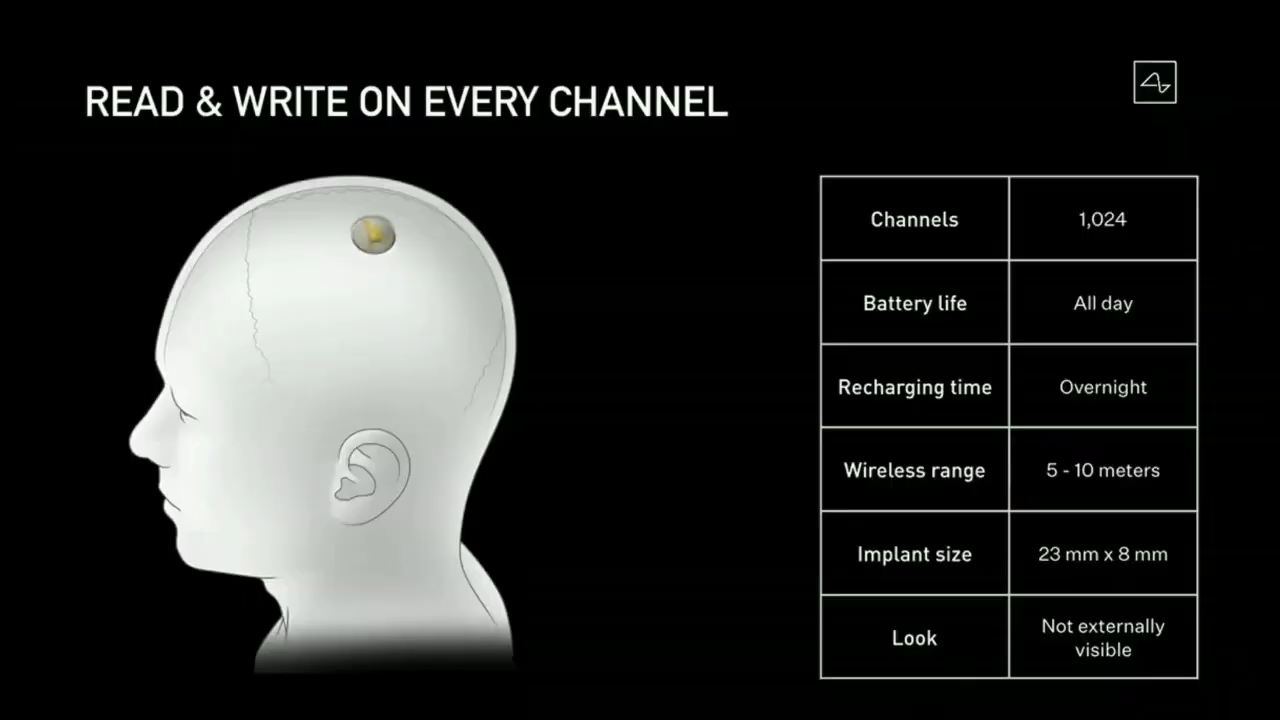 READ & WRITE ON EVERY CHANNEL
Channels 1,024
Battery life All day
Recharging time Overnight
Wireless range 5 - 10 meters
Implant size 23 mm x 8 mm
Look Not externally
visible